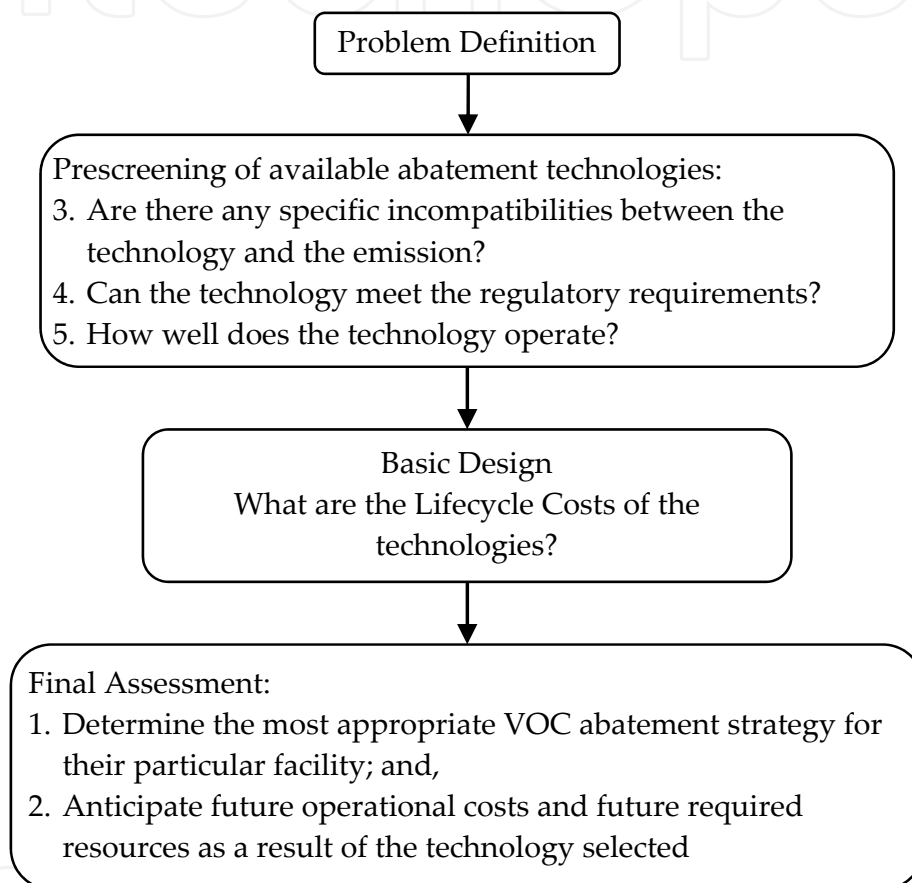 Problem Definition
Prescreening of available abatement technologies:
3. Are there any specific incompatibilities between the
technology and the emission?
4. Can the technology meet the regulatory requirements?
5. How well does the technology operate?
Basic Design
What are the Lifecycle Costs of the
technologies?
Final Assessment:
1. Determine the most appropriate VOC abatement strategy for
their particular facility; and,
2. Anticipate future operational costs and future required
resources as a result of the technology selected